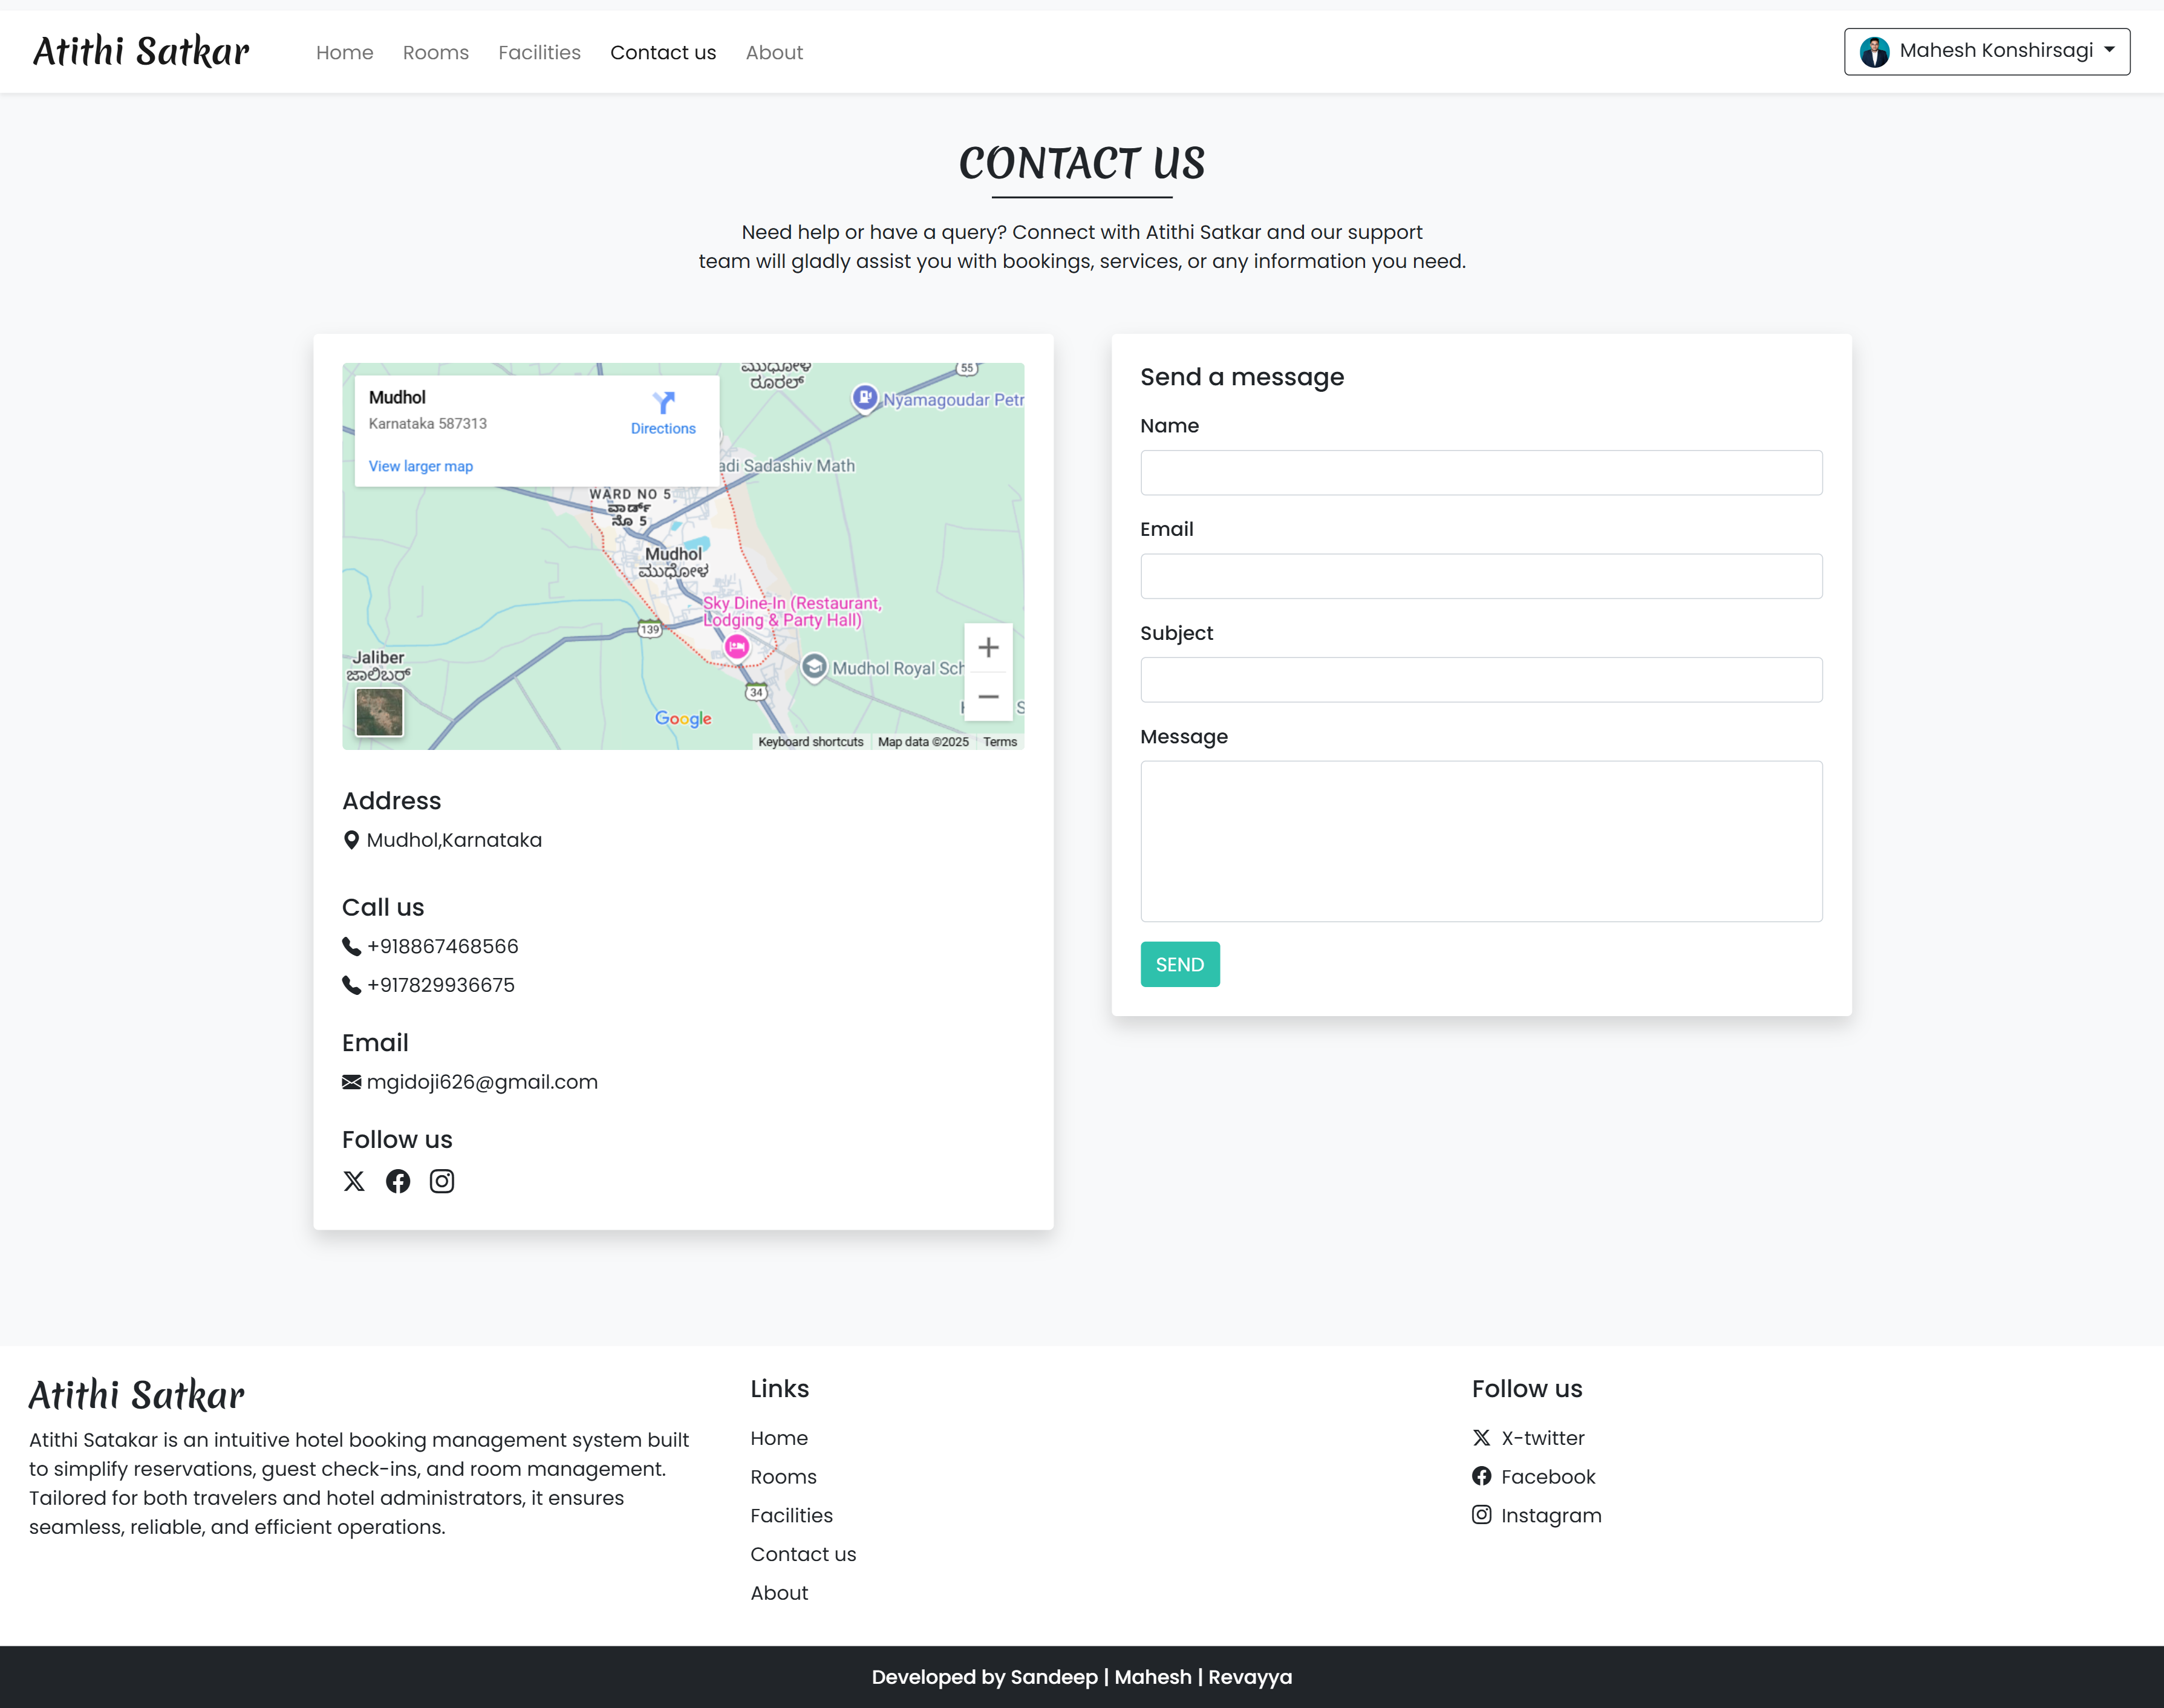 Atithi Satkar
Home
Rooms
Facilities
Contact us
About
Mahesh Konshirsagi
CONTACT US
Need help or have a query? Connect with Atithi Satkar and our support
team will gladly assist you with bookings, services, or any information you need.
Mudhol
Karnataka 587313
Directions
View larger map
ಮುಧೋಳ
ರೂರಲ್
55
Nyamagoudar Petr
adi Sadashiv Math
WARD NO 5
ವಾರ್ಡ್
ನೊ 5
Mudhol
ಮುಧೋಳ
Sky Dine-In (Restaurant,
Lodging & Party Hall)
139
Mudhol Royal Sch
Jaliber
ಜಾಲಿಬರ್
34
Google
Keyboard shortcuts
Map data ©2025
Terms
Address
Mudhol,Karnataka
Call us
+918867468566
+917829936675
Email
mgidoji626@gmail.com
Follow us
Send a message
Name
Email
Subject
Message
SEND
Atithi Satkar
Atithi Satakar is an intuitive hotel booking management system built
to simplify reservations, guest check-ins, and room management.
Tailored for both travelers and hotel administrators, it ensures
seamless, reliable, and efficient operations.
Links
Home
Rooms
Facilities
Contact us
About
Follow us
X-twitter
Facebook
Instagram
Developed by Sandeep | Mahesh | Revayya